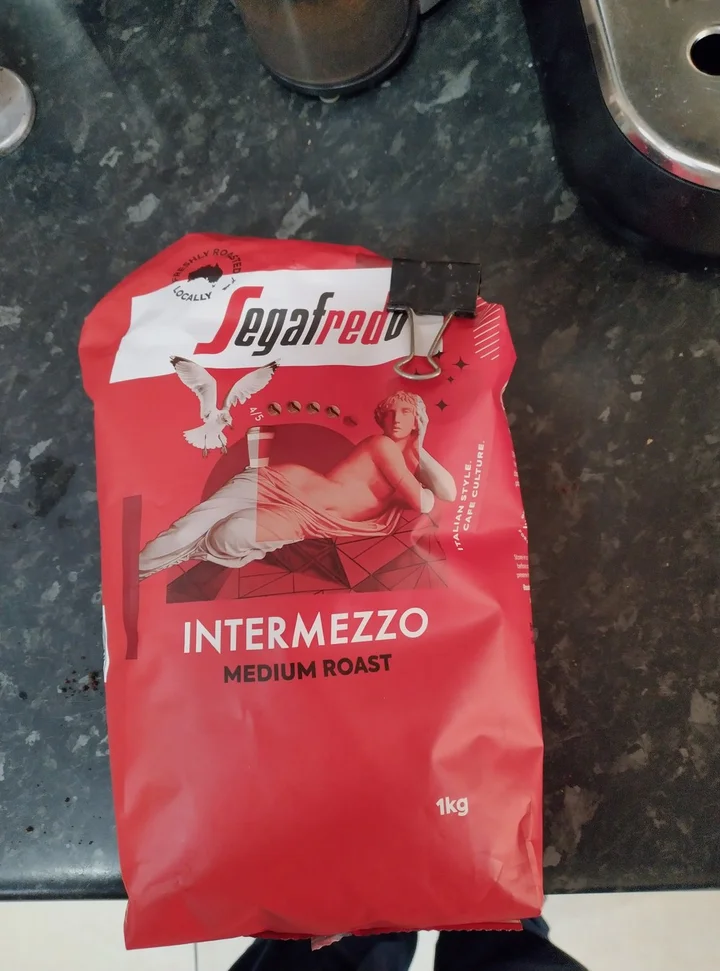 FRESHLY ROASTED
LOCALLY
Segafredo
4/5
ITALIAN STYLE.
CAFE CULTURE.
INTERMEZZO
MEDIUM ROAST
1kg